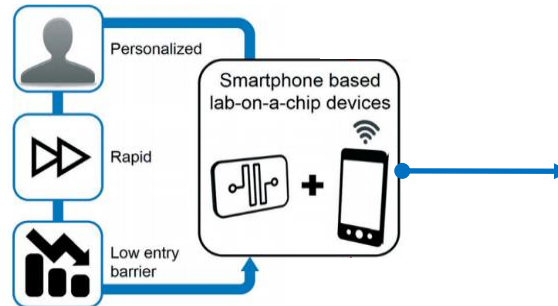 Personalized
Smartphone based
lab-on-a-chip devices
Rapid
Low entry
barrier